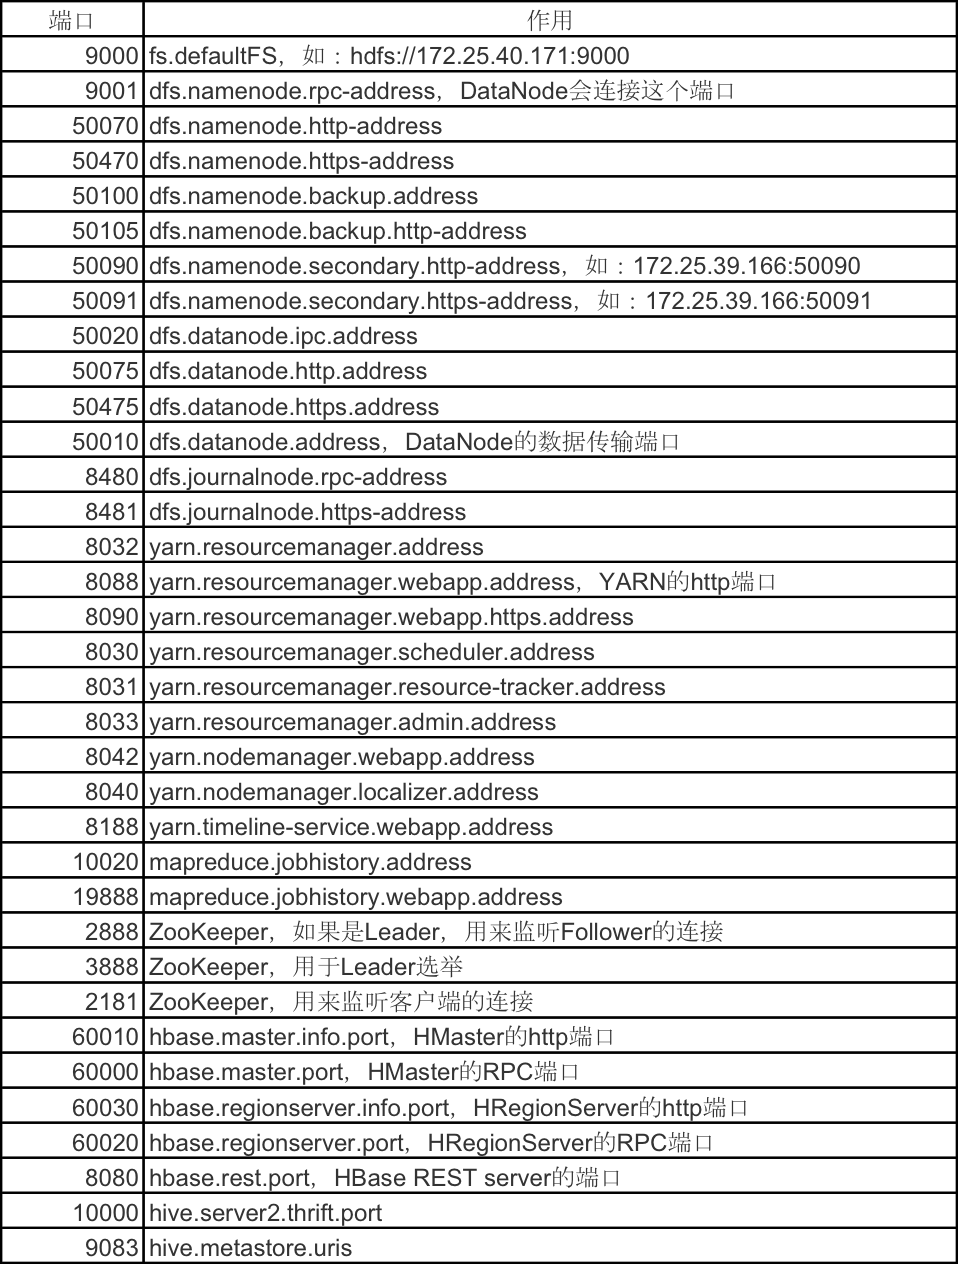 端口 作用
9000 fs.defaultFS，如：hdfs://172.25.40.171:9000
9001 dfs.namenode.rpc-address，DataNode会连接这个端口
50070 dfs.namenode.http-address
50470 dfs.namenode.https-address
50100 dfs.namenode.backup.address
50105 dfs.namenode.backup.http-address
50090 dfs.namenode.secondary.http-address，如：172.25.39.166:50090
50091 dfs.namenode.secondary.https-address，如：172.25.39.166:50091
50020 dfs.datanode.ipc.address
50075 dfs.datanode.http.address
50475 dfs.datanode.https.address
50010 dfs.datanode.address，DataNode的数据传输端口
8480 dfs.journalnode.rpc-address
8481 dfs.journalnode.https-address
8032 yarn.resourcemanager.address
8088 yarn.resourcemanager.webapp.address，YARN的http端口
8090 yarn.resourcemanager.webapp.https.address
8030 yarn.resourcemanager.scheduler.address
8031 yarn.resourcemanager.resource-tracker.address
8033 yarn.resourcemanager.admin.address
8042 yarn.nodemanager.webapp.address
8040 yarn.nodemanager.localizer.address
8188 yarn.timeline-service.webapp.address
10020 mapreduce.jobhistory.address
19888 mapreduce.jobhistory.webapp.address
2888 ZooKeeper，如果是Leader，用来监听Follower的连接
3888 ZooKeeper，用于Leader选举
2181 ZooKeeper，用来监听客户端的连接
60010 hbase.master.info.port，HMaster的http端口
60000 hbase.master.port，HMaster的RPC端口
60030 hbase.regionserver.info.port，HRegionServer的http端口
60020 hbase.regionserver.port，HRegionServer的RPC端口
8080 hbase.rest.port，HBase REST server的端口
10000 hive.server2.thrift.port
9083 hive.metastore.uris